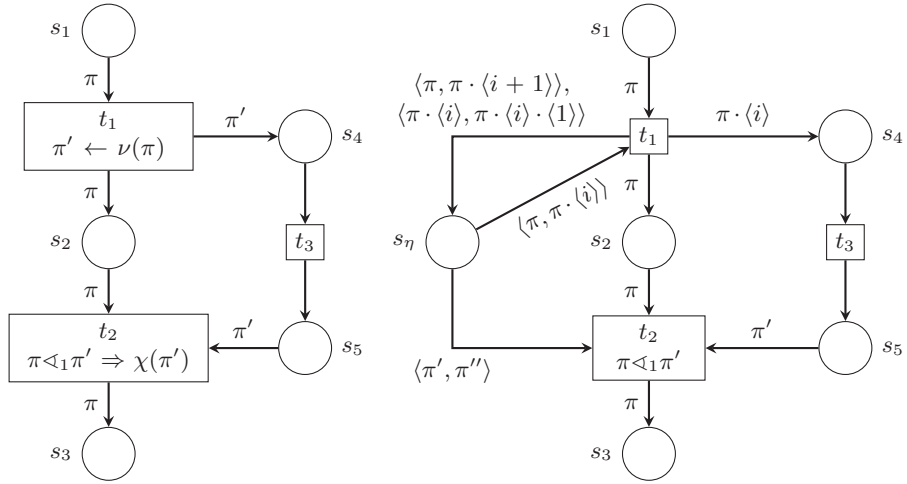 s₁
π
t₁
π′ ← ν(π)
π′
s₄
π
s₂
t₃
π
t₂
π⋖₁π′ ⇒ χ(π′)
π′
s₅
π
s₃
s₁
⟨π, π · ⟨i + 1⟩⟩,
⟨π·⟨i⟩, π·⟨i⟩·⟨1⟩⟩
π
t₁
π·⟨i⟩
s₄
⟨π, π·⟨i⟩⟩
π
s_η
s₂
t₃
π
t₂
π⋖₁π′
π′
s₅
⟨π′, π″⟩
π
s₃